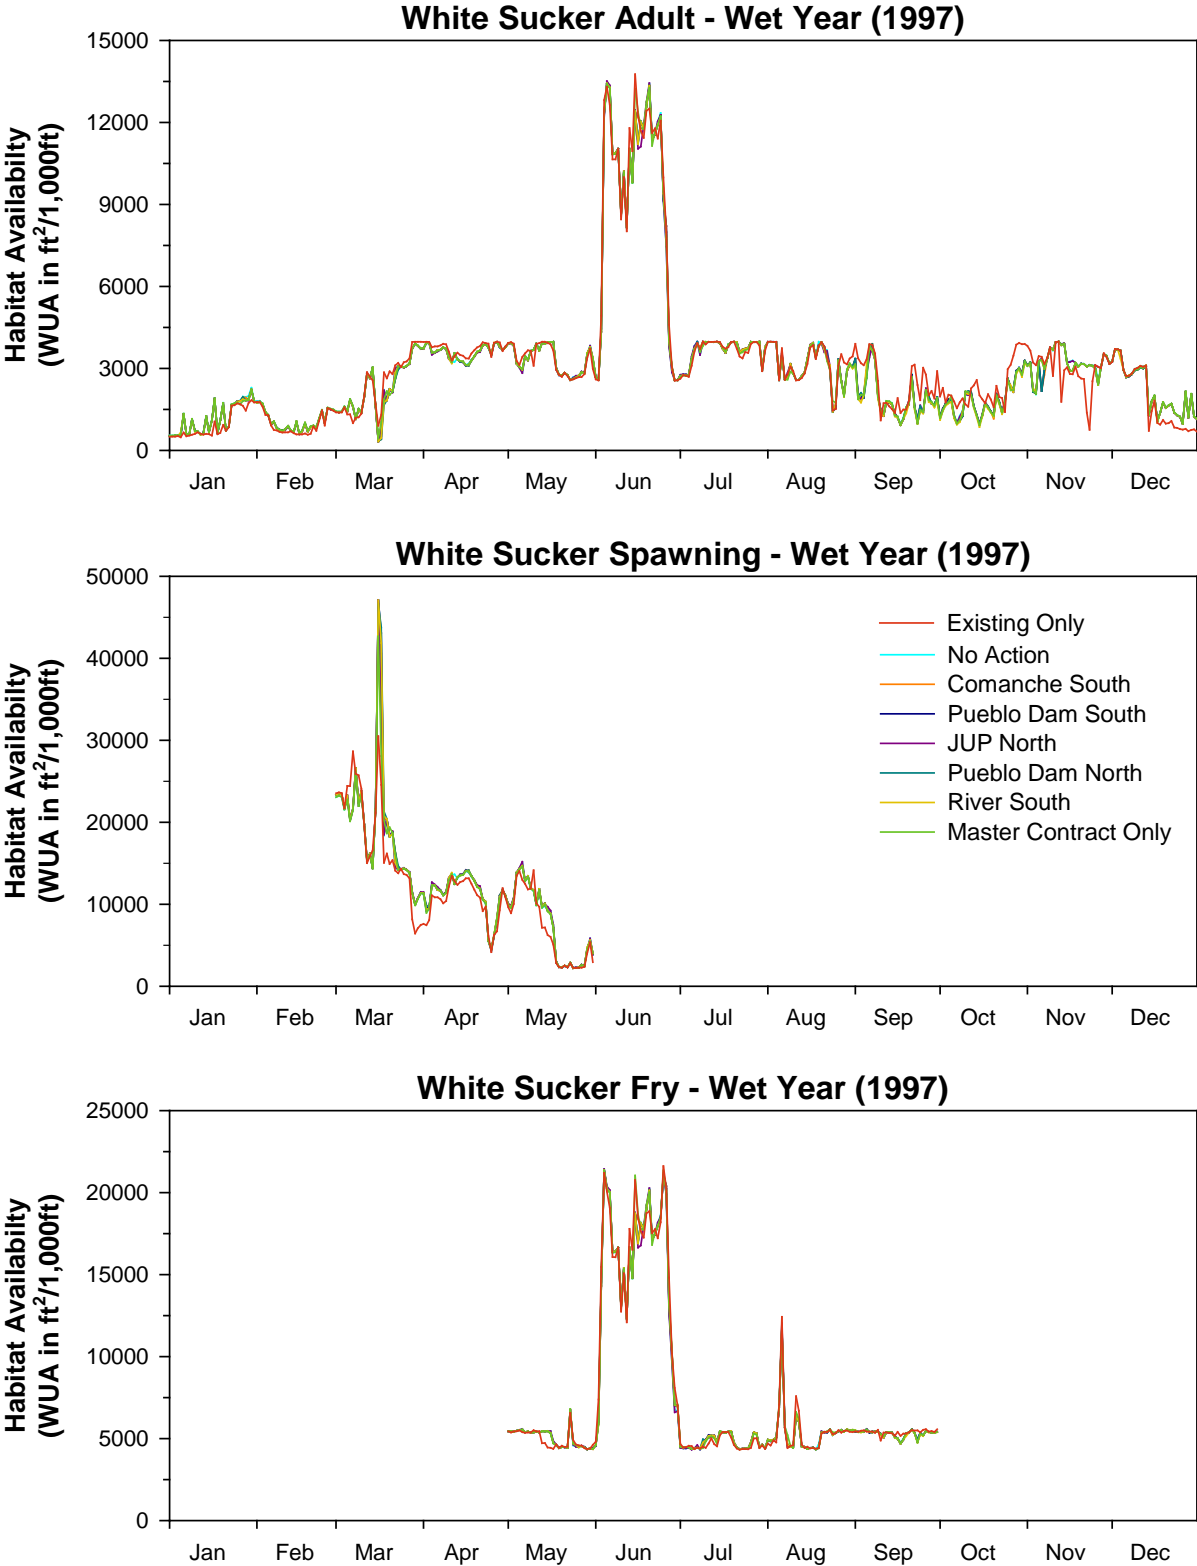 White Sucker Adult - Wet Year (1997)
Habitat Availabilty
(WUA in ft²/1,000ft)
15000
12000
9000
6000
3000
0
Jan Feb Mar Apr May Jun Jul Aug Sep Oct Nov Dec
White Sucker Spawning - Wet Year (1997)
Habitat Availabilty
(WUA in ft²/1,000ft)
50000
40000
30000
20000
10000
0
Existing Only
No Action
Comanche South
Pueblo Dam South
JUP North
Pueblo Dam North
River South
Master Contract Only
Jan Feb Mar Apr May Jun Jul Aug Sep Oct Nov Dec
White Sucker Fry - Wet Year (1997)
Habitat Availabilty
(WUA in ft²/1,000ft)
25000
20000
15000
10000
5000
0
Jan Feb Mar Apr May Jun Jul Aug Sep Oct Nov Dec